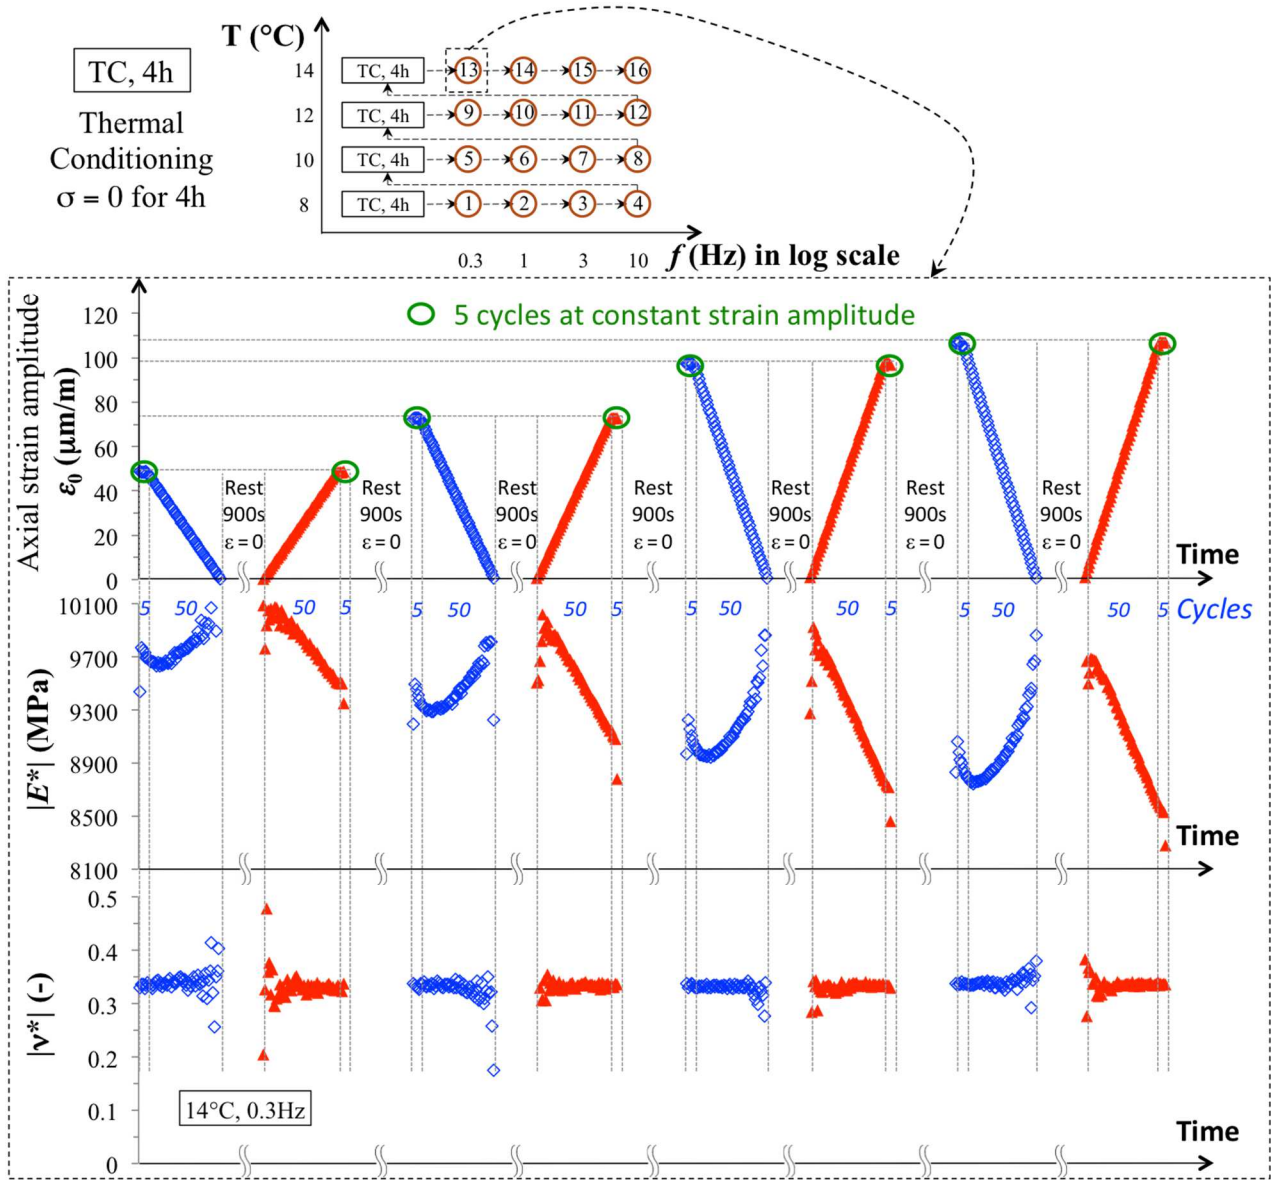 T (°C)
TC, 4h
Thermal
Conditioning
σ = 0 for 4h
14 TC, 4h 13 14 15 16
12 TC, 4h 9 10 11 12
10 TC, 4h 5 6 7 8
8 TC, 4h 1 2 3 4
0.3 1 3 10
f (Hz) in log scale
5 cycles at constant strain amplitude
Axial strain amplitude
ε0 (µm/m)
120
100
80
60
40
20
0
Rest
900s
ε = 0
Rest
900s
ε = 0
Rest
900s
ε = 0
Rest
900s
ε = 0
Rest
900s
ε = 0
Rest
900s
ε = 0
Rest
900s
ε = 0
Time
5 50 50 5 5 50 50 5 5 50 50 5 5 50 50 5 Cycles
|E*| (MPa)
10100
9700
9300
8900
8500
8100
Time
|ν*| (-)
0.5
0.4
0.3
0.2
0.1
0
14°C, 0.3Hz
Time